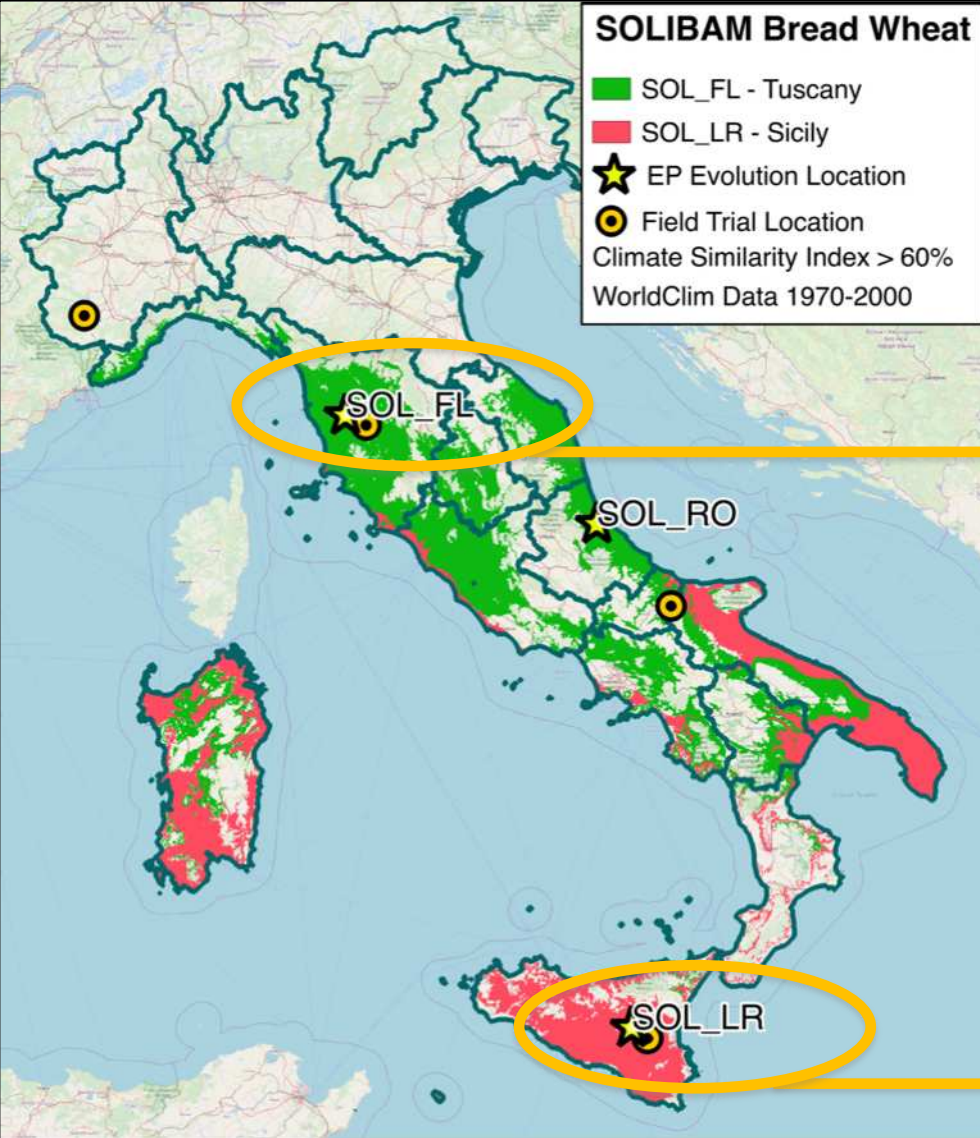 SOLIBAM Bread Wheat
SOL_FL - Tuscany
SOL_LR - Sicily
EP Evolution Location
Field Trial Location
Climate Similarity Index > 60%
WorldClim Data 1970-2000
SOL_FL
SOL_RO
SOL_LR